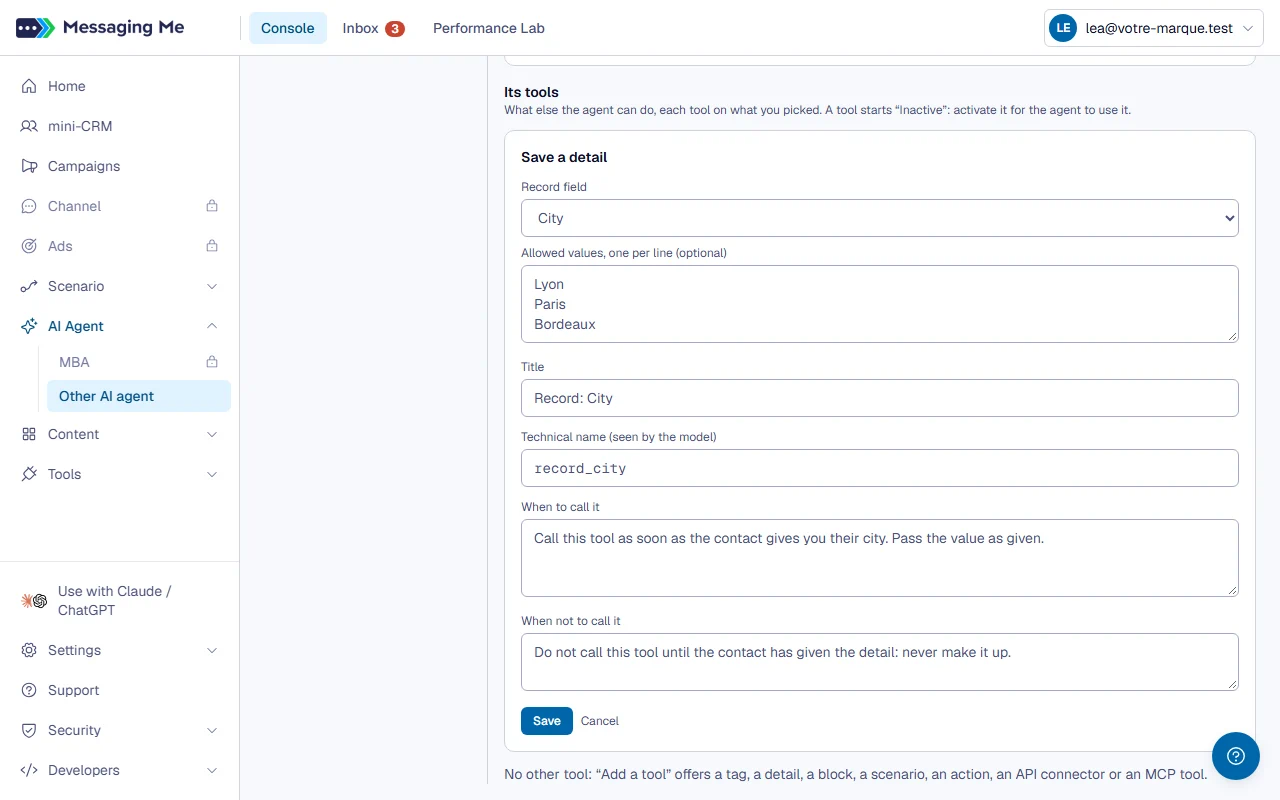 Messaging Me
Console
Inbox 3
Performance Lab
LE
lea@votre-marque.test
Home
mini-CRM
Campaigns
Channel
Ads
Scenario
AI Agent
MBA
Other AI agent
Content
Tools
Use with Claude /
ChatGPT
Settings
Support
Security
Developers
Its tools
What else the agent can do, each tool on what you picked. A tool starts “Inactive”: activate it for the agent to use it.
Save a detail
Record field
City
Allowed values, one per line (optional)
Lyon
Paris
Bordeaux
Title
Record: City
Technical name (seen by the model)
record_city
When to call it
Call this tool as soon as the contact gives you their city. Pass the value as given.
When not to call it
Do not call this tool until the contact has given the detail: never make it up.
Save
Cancel
No other tool: “Add a tool” offers a tag, a detail, a block, a scenario, an action, an API connector or an MCP tool.